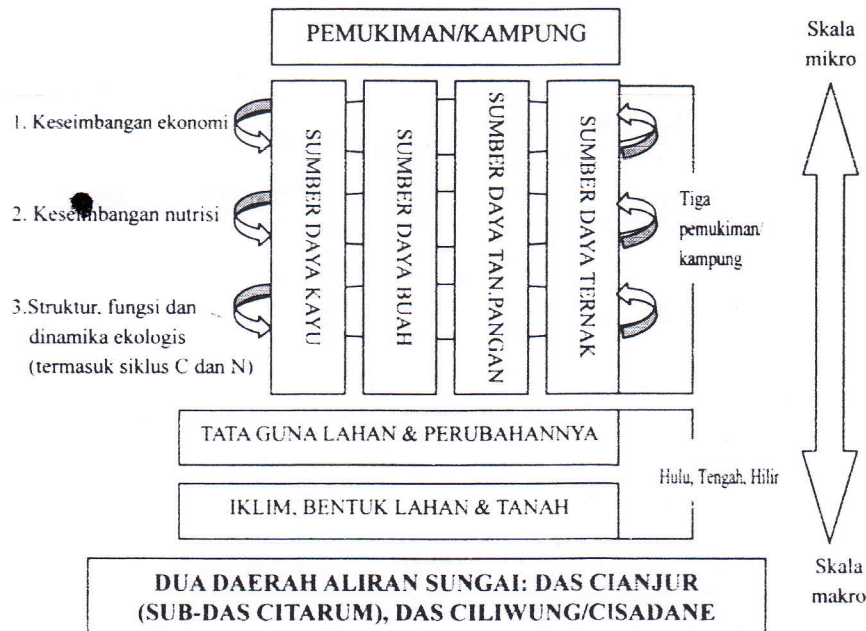 PEMUKIMAN/KAMPUNG
Skala
mikro
1. Keseimbangan ekonomi
2. Keseimbangan nutrisi
3.Struktur, fungsi dan
dinamika ekologis
(termasuk siklus C dan N)
SUMBER DAYA KAYU
SUMBER DAYA BUAH
SUMBER DAYA TAN.PANGAN
SUMBER DAYA TERNAK
Tiga
pemukiman/
kampung
TATA GUNA LAHAN & PERUBAHANNYA
Hulu, Tengah, Hilir
IKLIM, BENTUK LAHAN & TANAH
Skala
makro
DUA DAERAH ALIRAN SUNGAI: DAS CIANJUR
(SUB-DAS CITARUM), DAS CILIWUNG/CISADANE